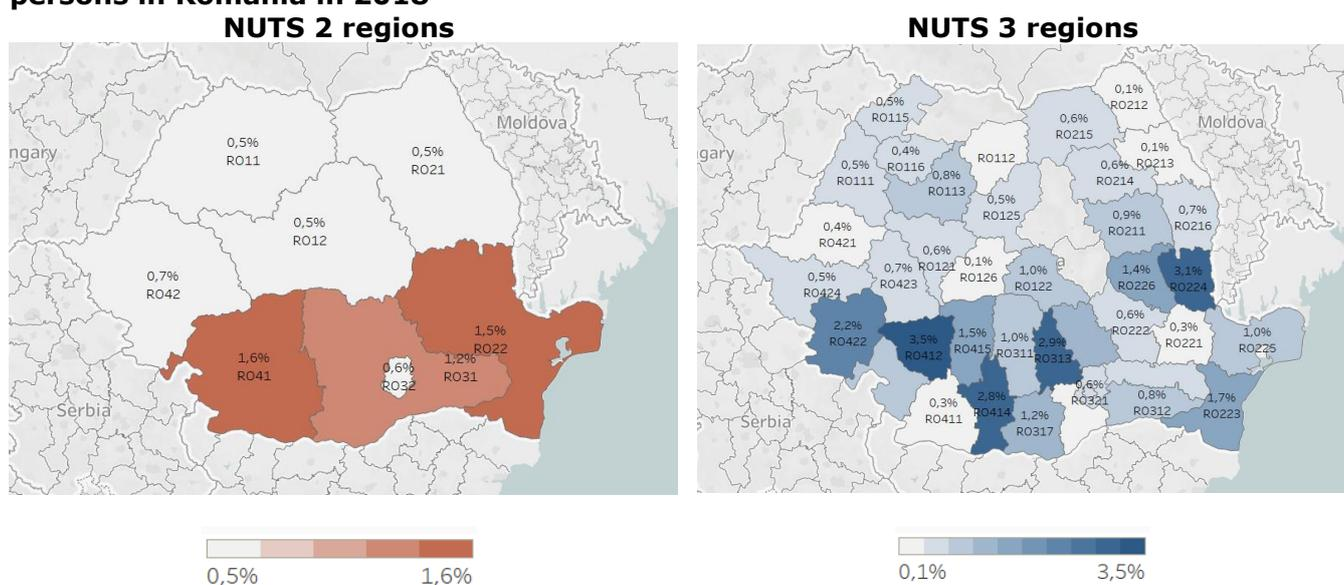 persons in Romania in 2018
NUTS 2 regions
NUTS 3 regions
Moldova
ngary
Serbia
0,5%
RO11
0,5%
RO21
0,5%
RO12
0,7%
RO42
1,6%
RO41
1,5%
RO22
1,2%
RO31
0,6%
RO32
0,5%
1,6%
Moldova
gary
Serbia
a
0,1%
RO212
0,5%
RO115
0,6%
RO215
0,4%
RO116
RO112
0,1%
RO213
0,5%
RO111
0,8%
RO113
0,6%
RO214
0,5%
RO125
0,9%
RO211
0,7%
RO216
0,4%
RO421
0,6%
RO121
0,1%
RO126
0,5%
RO424
0,7%
RO423
1,0%
RO122
1,4%
RO226
3,1%
RO224
2,2%
RO422
3,5%
RO412
1,5%
RO415
1,0%
RO311
2,9%
RO313
0,6%
RO222
0,3%
RO221
1,0%
RO225
0,3%
RO411
2,8%
RO414
1,2%
RO317
0,6%
RO321
0,8%
RO312
1,7%
RO223
0,1%
3,5%